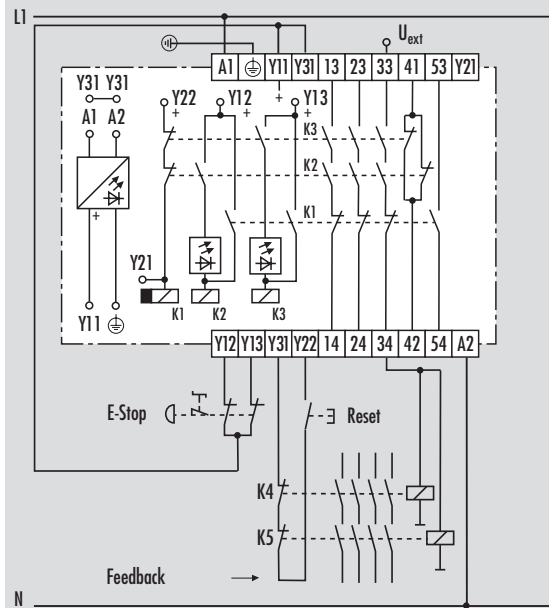 L1
U_ext
A1 Y11 Y31 13 23 33 41 53 Y21
Y31 Y31
A1 A2
Y22 + Y12 + Y13 +
+
K3
K2
K1
+
Y21
K1 K2 K3
Y11
Y12 Y13 Y31 Y22 14 24 34 42 54 A2
E-Stop
Reset
K4
K5
Feedback
N